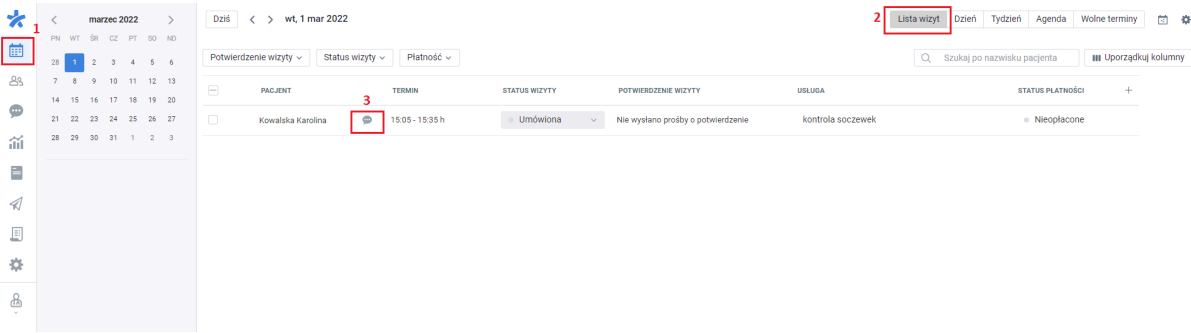 1
marzec 2022
PN WT ŚR CZ PT SO ND
28 1 2 3 4 5 6
7 8 9 10 11 12 13
14 15 16 17 18 19 20
21 22 23 24 25 26 27
28 29 30 31 1 2 3
Dziś wt, 1 mar 2022
2 Lista wizyt Dzień Tydzień Agenda Wolne terminy
Potwierdzenie wizyty Status wizyty Płatność Szukaj po nazwisku pacjenta Uporządkuj kolumny
PACJENT TERMIN STATUS WIZYTY POTWIERDZENIE WIZYTY USŁUGA STATUS PŁATNOŚCI +
3
Kowalska Karolina 15:05 - 15:35 h Umówiona Nie wysłano prośby o potwierdzenie kontrola soczewek Nieopłacone